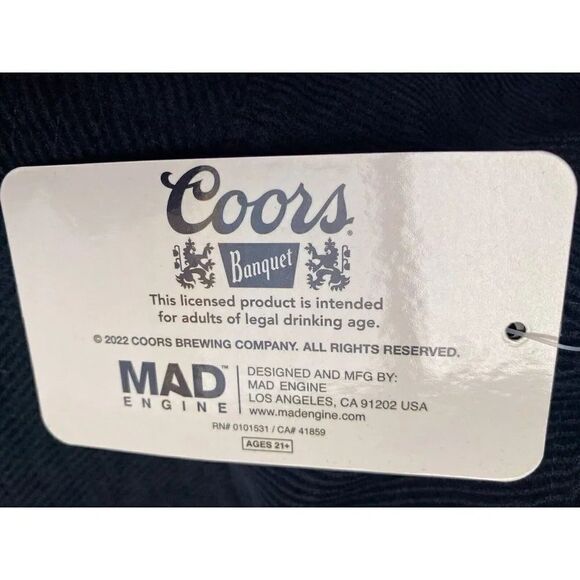 Coors®
Banquet
This licensed product is intended
for adults of legal drinking age.
© 2022 COORS BREWING COMPANY. ALL RIGHTS RESERVED.
MAD™
ENGINE
DESIGNED AND MFG BY:
MAD ENGINE
LOS ANGELES, CA 91202 USA
www.madengine.com
RN# 0101531 / CA# 41859
AGES 21+